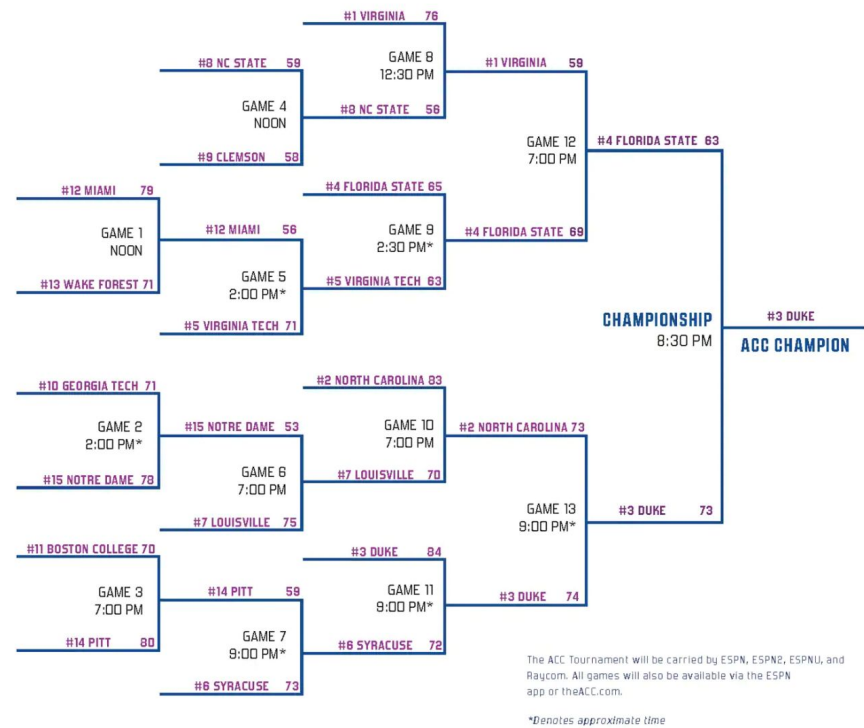 #1 VIRGINIA 76
GAME 8
12:30 PM
#8 NC STATE 59
#1 VIRGINIA 59
GAME 4
NOON
#8 NC STATE 56
GAME 12
7:00 PM
#4 FLORIDA STATE 63
#9 CLEMSON 58
#12 MIAMI 79
#4 FLORIDA STATE 65
GAME 1
NOON
#12 MIAMI 56
GAME 9
2:30 PM*
#4 FLORIDA STATE 69
#13 WAKE FOREST 71
GAME 5
2:00 PM*
#5 VIRGINIA TECH 63
#5 VIRGINIA TECH 71
CHAMPIONSHIP
8:30 PM
#3 DUKE
ACC CHAMPION
#10 GEORGIA TECH 71
#2 NORTH CAROLINA 83
GAME 2
2:00 PM*
#15 NOTRE DAME 53
GAME 10
7:00 PM
#2 NORTH CAROLINA 73
#15 NOTRE DAME 78
GAME 6
7:00 PM
#7 LOUISVILLE 70
#7 LOUISVILLE 75
GAME 13
9:00 PM*
#3 DUKE 73
#11 BOSTON COLLEGE 70
#3 DUKE 84
GAME 3
7:00 PM
#14 PITT 59
GAME 11
9:00 PM*
#3 DUKE 74
#14 PITT 80
GAME 7
9:00 PM*
#6 SYRACUSE 72
#6 SYRACUSE 73
The ACC Tournament will be carried by ESPN, ESPN2, ESPNU, and
Raycom. All games will also be available via the ESPN
app or theACC.com.
*Denotes approximate time